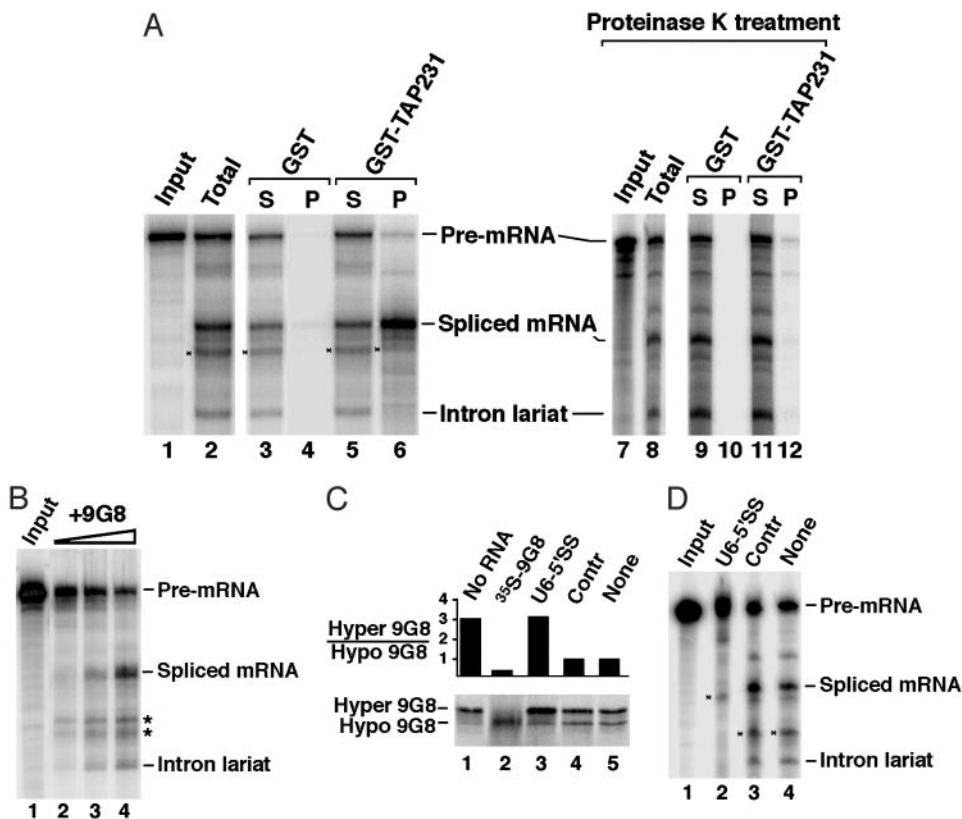 A
Proteinase K treatment
Input
Total
GST
GST-TAP231
S P S P
Input
Total
GST
GST-TAP231
S P S P
Pre-mRNA
Spliced mRNA
Intron lariat
* * * *
1 2 3 4 5 6
7 8 9 10 11 12
B
Input
+9G8
Pre-mRNA
Spliced mRNA
*
*
Intron lariat
1 2 3 4
C
No RNA
35S-9G8
U6-5'SS
Contr
None
4
3
2
1
Hyper 9G8
Hypo 9G8
Hyper 9G8
Hypo 9G8
1 2 3 4 5
D
Input
U6-5'SS
Contr
None
Pre-mRNA
Spliced mRNA
* * *
Intron lariat
1 2 3 4